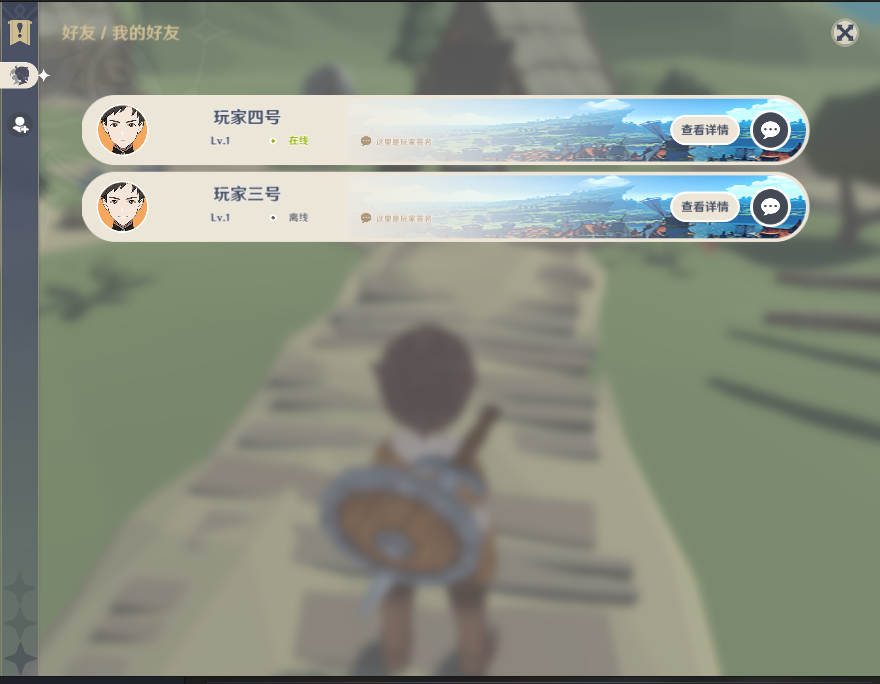 好友 / 我的好友
玩家四号
Lv.1 在线
这里是玩家签名
查看详情
玩家三号
Lv.1 离线
这里是玩家签名
查看详情